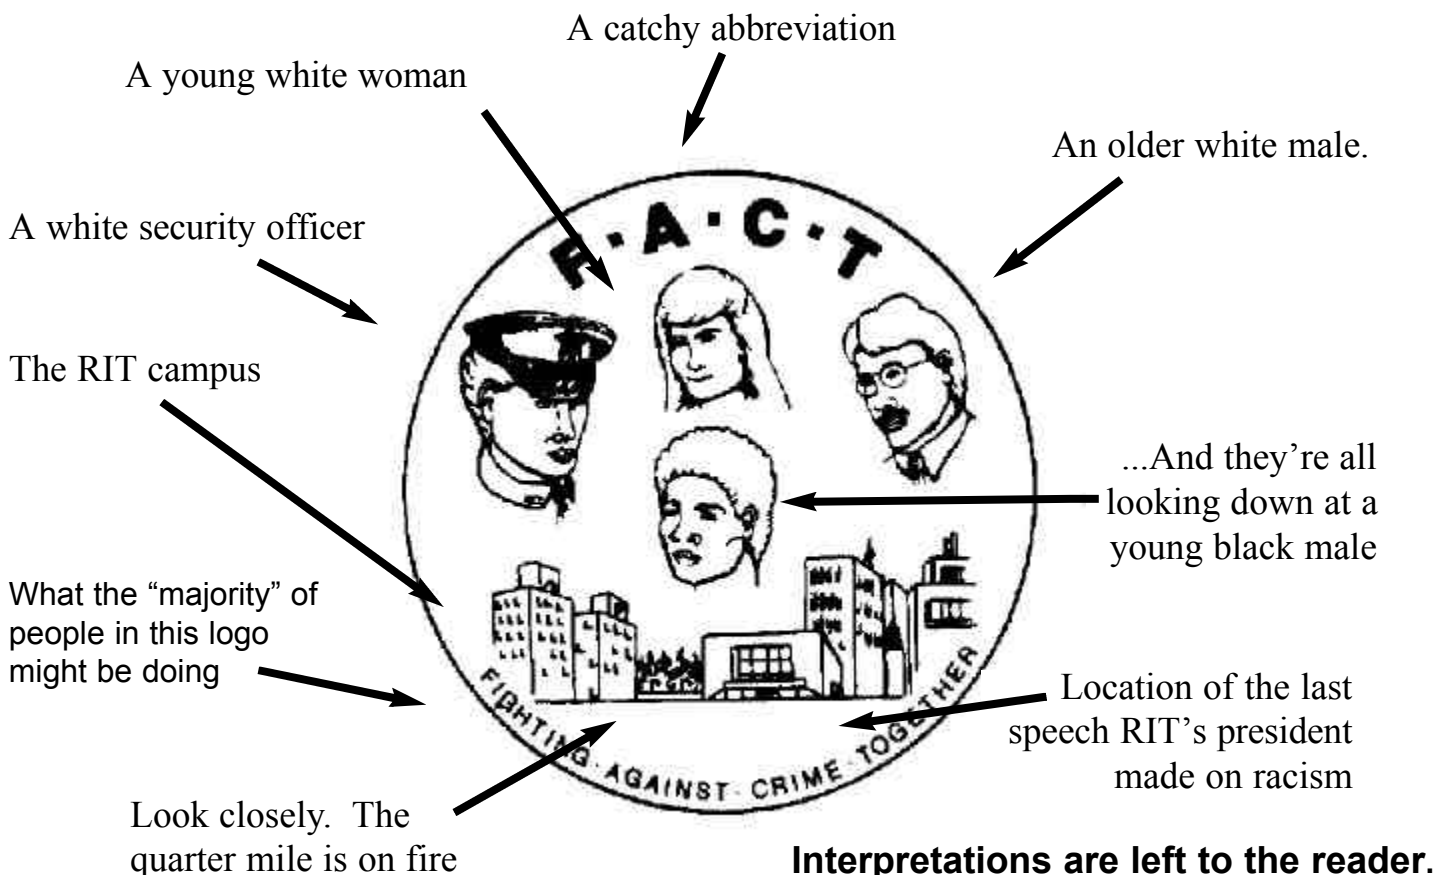 A catchy abbreviation
A young white woman
An older white male.
A white security officer
F·A·C·T
The RIT campus
...And they’re all
looking down at a
young black male
What the “majority” of
people in this logo
might be doing
FIGHTING·AGAINST·CRIME·TOGETHER
Location of the last
speech RIT’s president
made on racism
Look closely.  The
quarter mile is on fire
Interpretations are left to the reader.